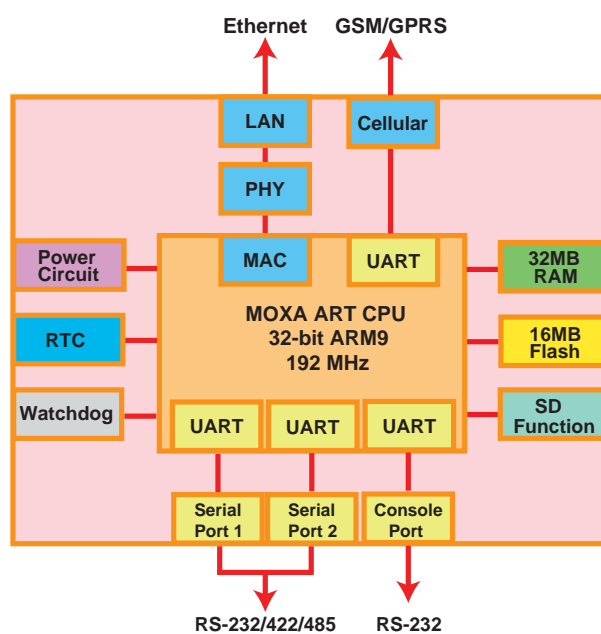 Ethernet
GSM/GPRS
LAN
Cellular
PHY
Power
Circuit
MAC
UART
32MB
RAM
MOXA ART CPU
32-bit ARM9
192 MHz
RTC
16MB
Flash
Watchdog
UART
UART
UART
SD
Function
Serial
Port 1
Serial
Port 2
Console
Port
RS-232/422/485
RS-232